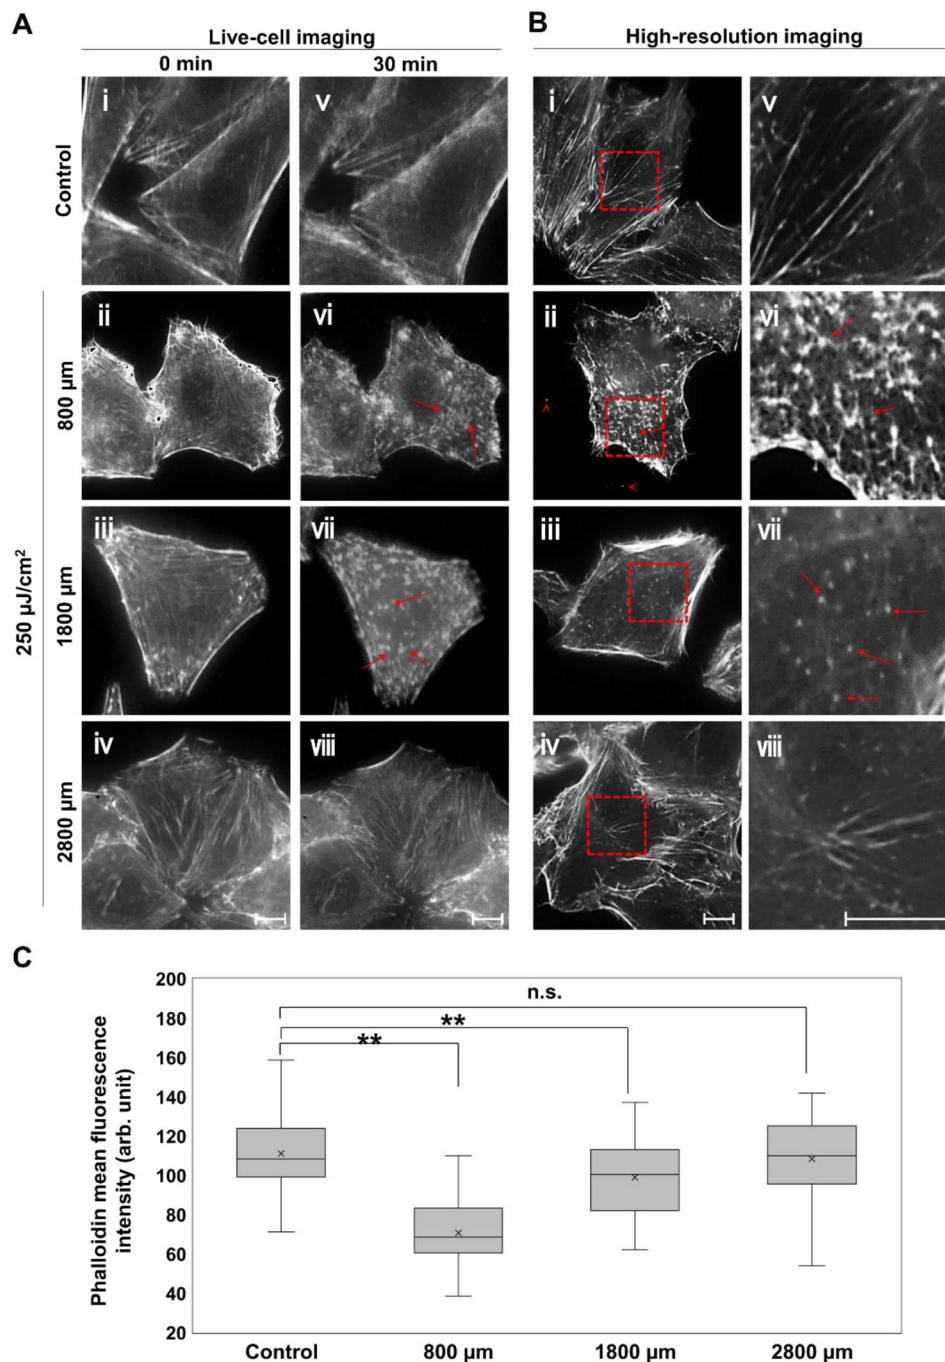 A
B
Live-cell imaging
High-resolution imaging
0 min
30 min
Control
i
v
i
v
250 µJ/cm²
800 µm
ii
vi
ii
vi
1800 µm
iii
vii
iii
vii
2800 µm
iv
viii
iv
viii
C
Phalloidin mean fluorescence
intensity (arb. unit)
200
180
160
140
120
100
80
60
40
20
n.s.
**
**
Control
800 µm
1800 µm
2800 µm